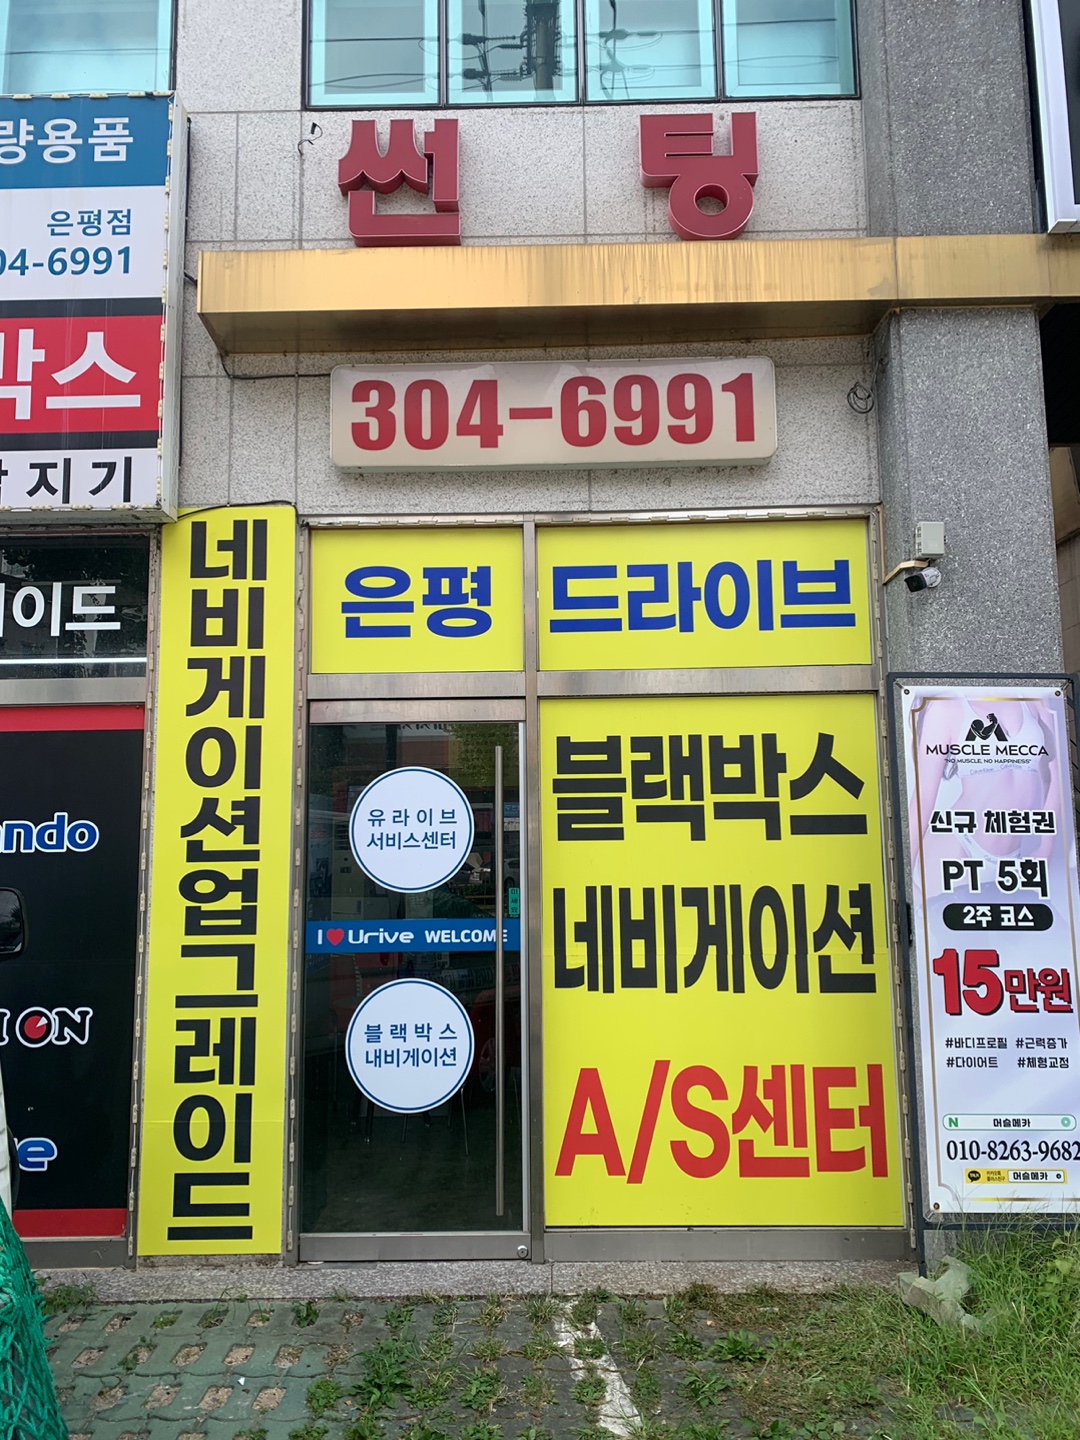 썬 팅
304-6991
량용품
은평점
04-6991
박스
지기
이드
ando
ON
네비게이션업그레이드
은평 드라이브
유라이브
서비스센터
I Urive WELCOME
블랙박스
내비게이션
블랙박스
네비게이션
A/S센터
MUSCLE MECCA
"NO MUSCLE, NO HAPPINESS"
신규 체험권
PT 5회
2주 코스
15만원
#바디프로필 #근력증가
#다이어트 #체형교정
N 머슬메카
010-8263-9682
머슬메카